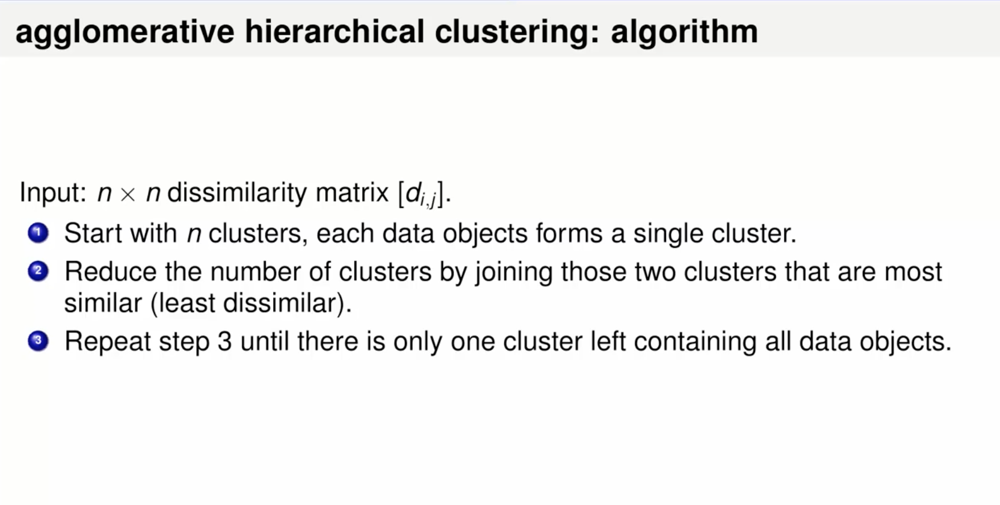 agglomerative hierarchical clustering: algorithm
Input: n × n dissimilarity matrix [d_{i,j}].
1 Start with n clusters, each data objects forms a single cluster.
2 Reduce the number of clusters by joining those two clusters that are most
similar (least dissimilar).
3 Repeat step 3 until there is only one cluster left containing all data objects.